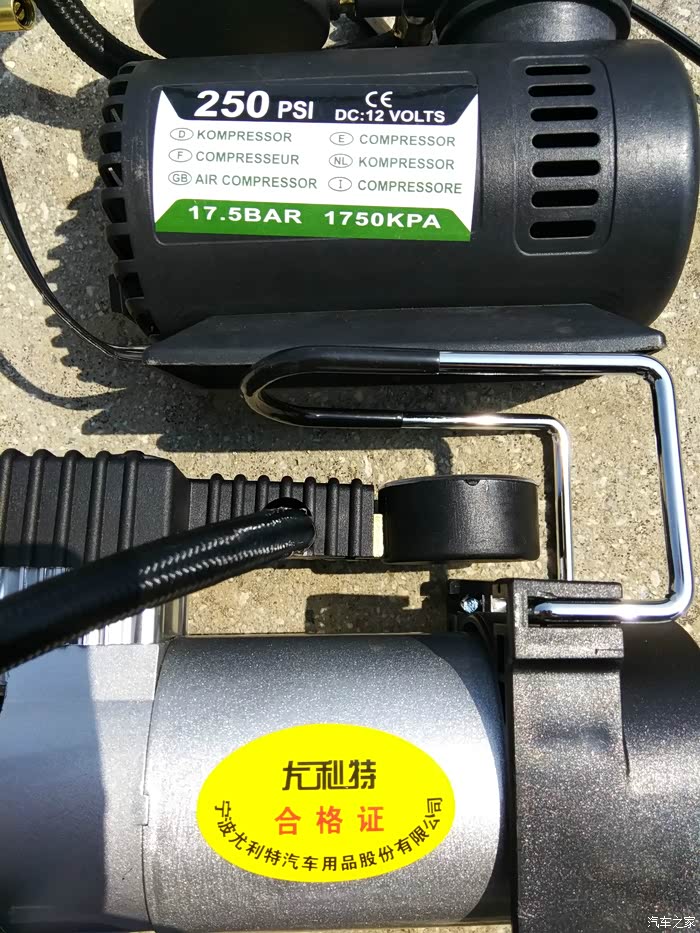 250 PSI
CE
DC:12 VOLTS
D KOMPRESSOR
E COMPRESSOR
F COMPRESSEUR
NL KOMPRESSOR
GB AIR COMPRESSOR
I COMPRESSORE
17.5BAR 1750KPA
尤利特
合格证
宁波尤利特汽车用品股份有限公司
汽车之家